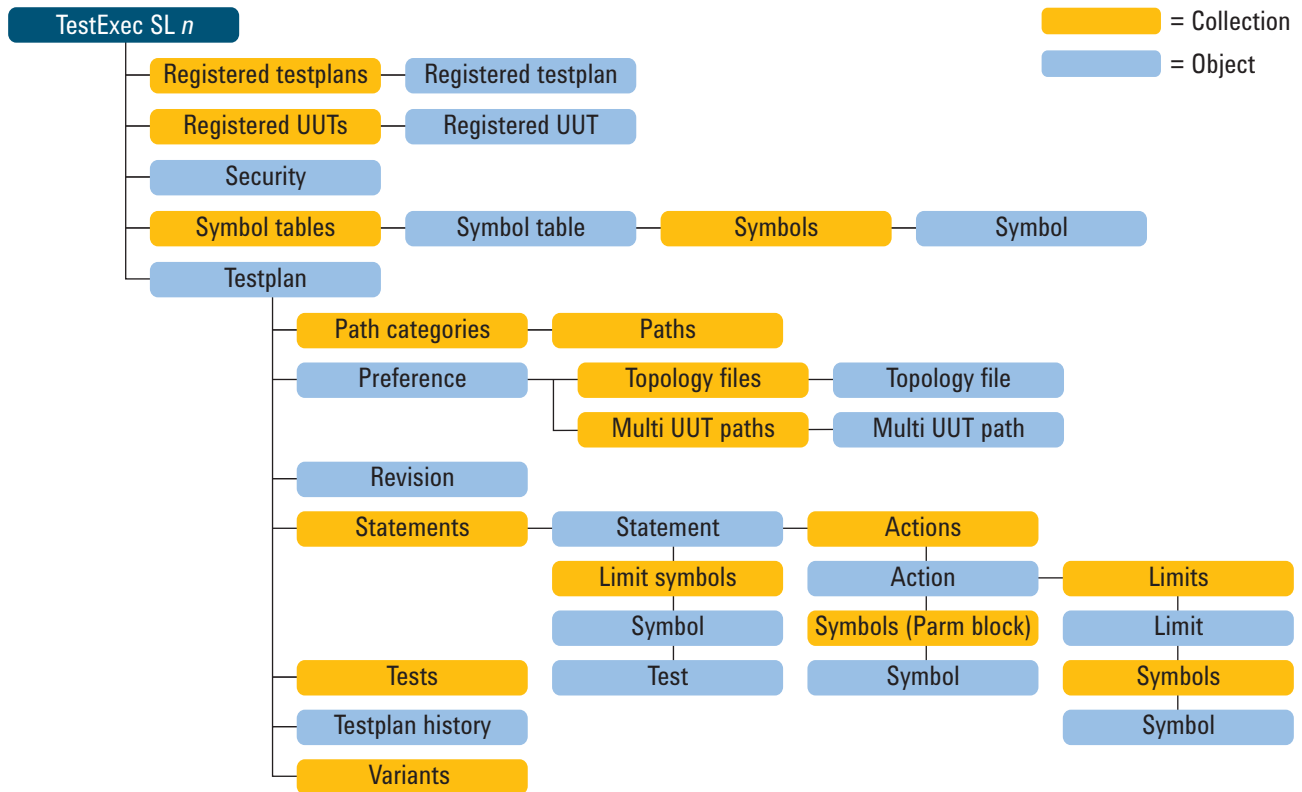 TestExec SL n
= Collection
= Object
Registered testplans
Registered testplan
Registered UUTs
Registered UUT
Security
Symbol tables
Symbol table
Symbols
Symbol
Testplan
Path categories
Paths
Preference
Topology files
Topology file
Multi UUT paths
Multi UUT path
Revision
Statements
Statement
Actions
Limit symbols
Action
Limits
Symbol
Symbols (Parm block)
Limit
Tests
Test
Symbol
Symbols
Testplan history
Symbol
Variants